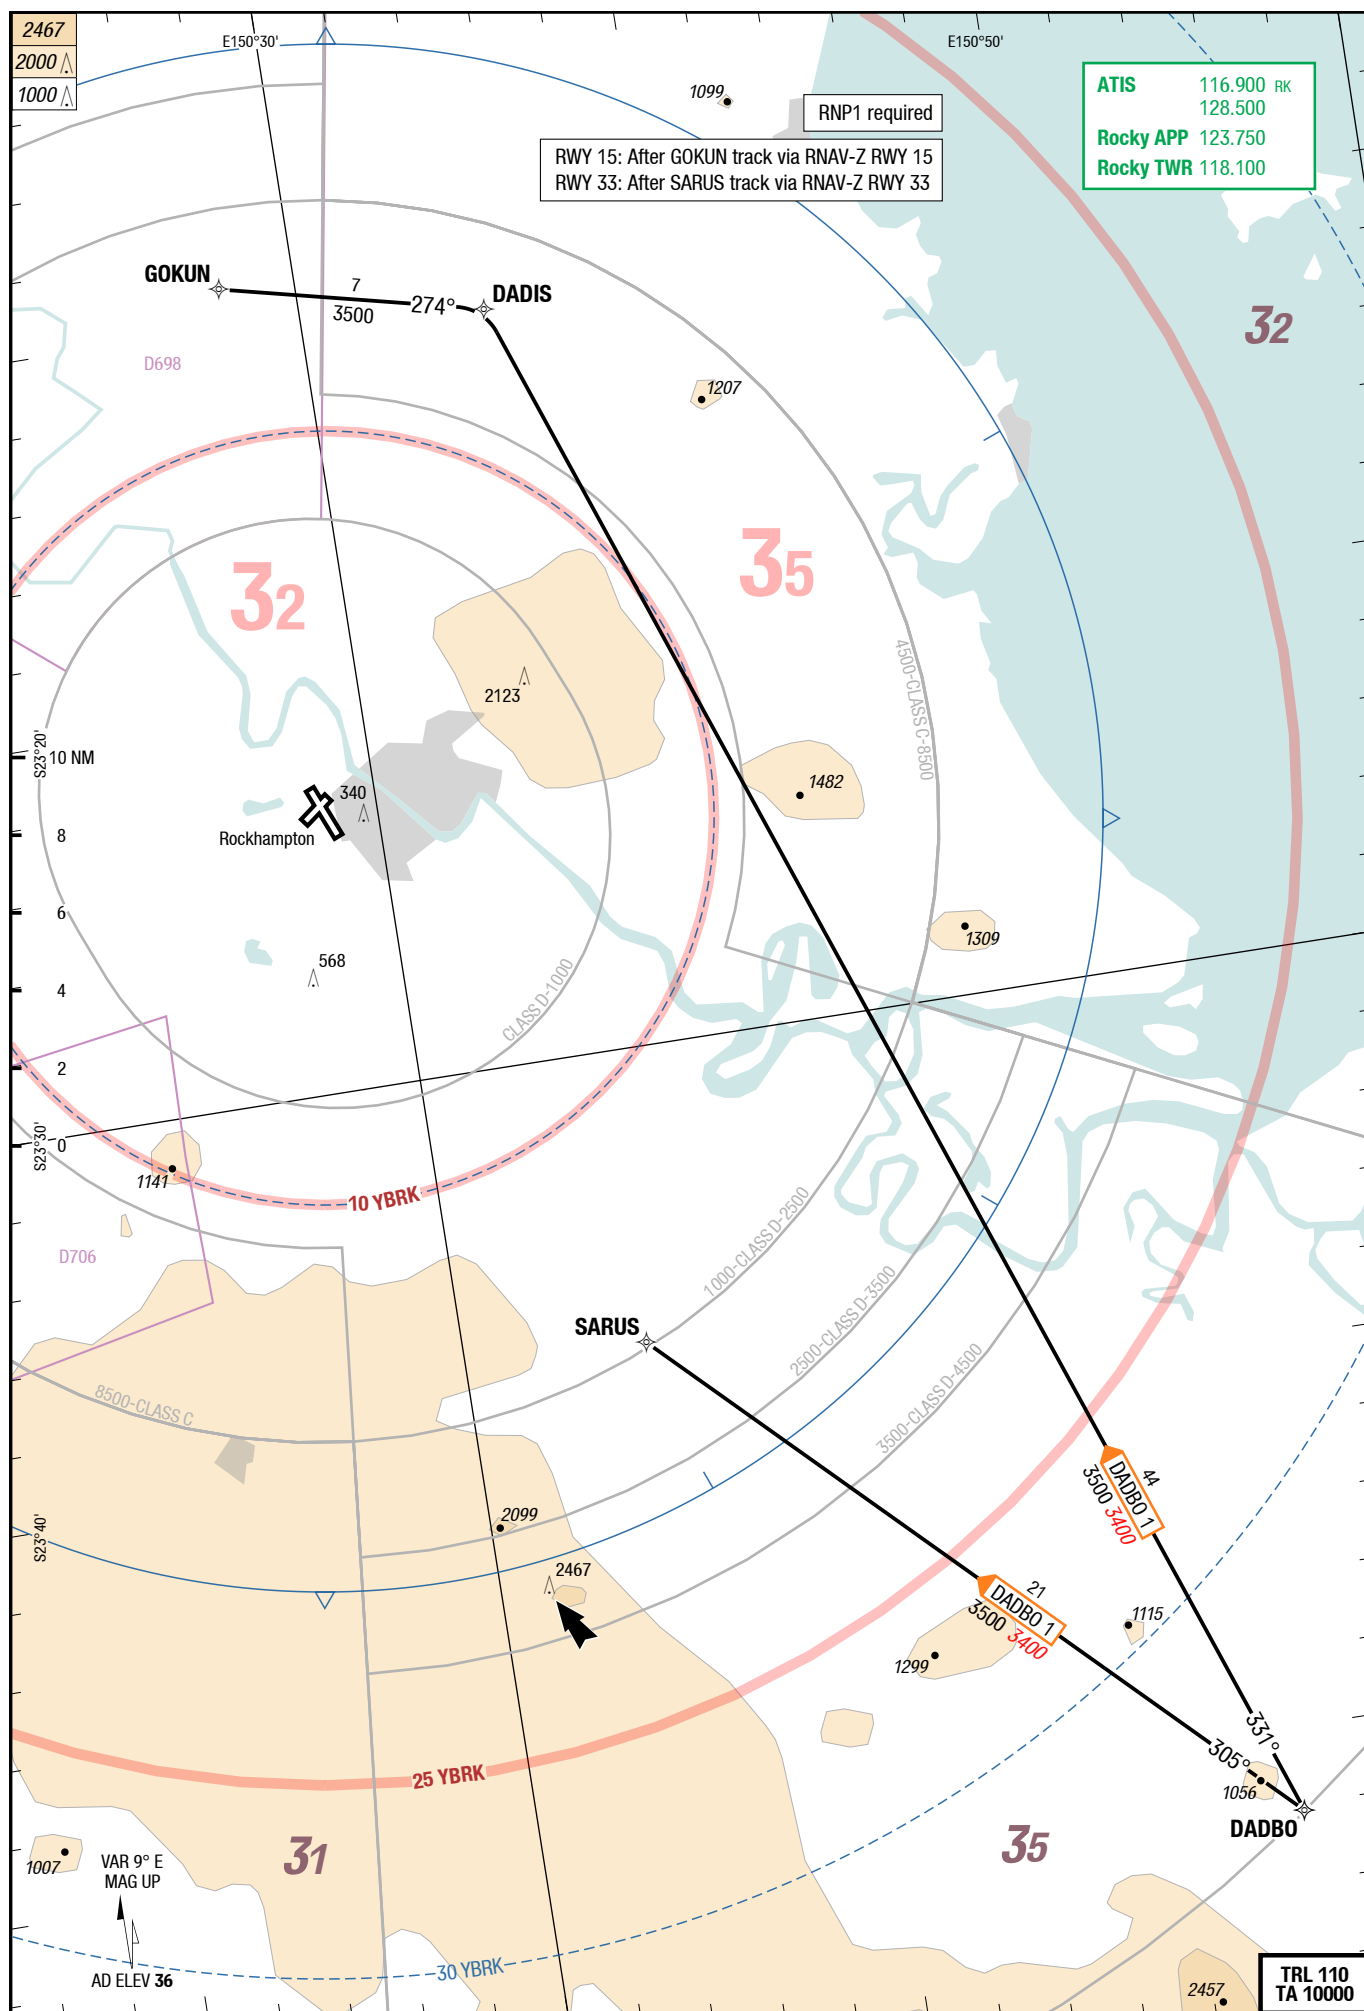 2467
2000
1000
E150°30'
E150°50'
1099
RNP1 required
RWY 15: After GOKUN track via RNAV-Z RWY 15
RWY 33: After SARUS track via RNAV-Z RWY 33
ATIS 116.900 RK
128.500
Rocky APP 123.750
Rocky TWR 118.100
GOKUN
7
3500
274°
DADIS
32
D698
1207
32
35
4500-CLASS C-8500
2123
S23°20'
10 NM
1482
340
8
Rockhampton
6
1309
568
4
CLASS D-1000
2
S23°30'
0
1141
10 YBRK
D706
1000-CLASS D-2500
2500-CLASS D-3500
3500-CLASS D-4500
SARUS
8500-CLASS C
44
DADBO 1
3500 3400
2099
S23°40'
2467
21
DADBO 1
3500 3400
1115
1299
331°
305°
25 YBRK
1056
DADBO
31
35
1007
VAR 9° E
MAG UP
30 YBRK
AD ELEV 36
2457
TRL 110
TA 10000